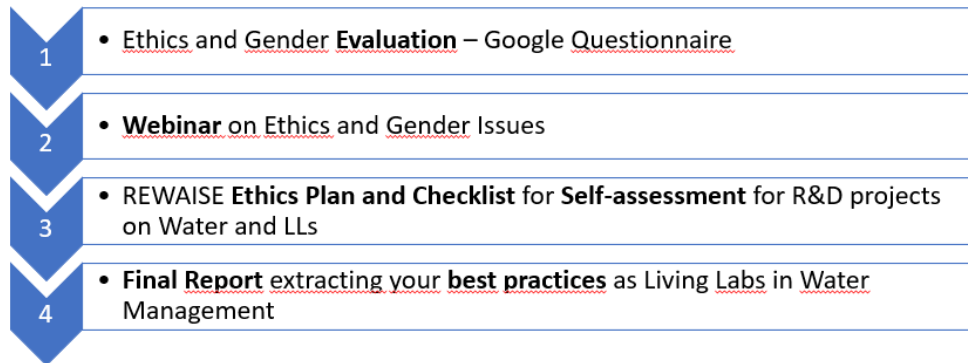 1
• Ethics and Gender Evaluation – Google Questionnaire
2
• Webinar on Ethics and Gender Issues
3
• REWAISE Ethics Plan and Checklist for Self-assessment for R&D projects
on Water and LLs
4
• Final Report extracting your best practices as Living Labs in Water
Management